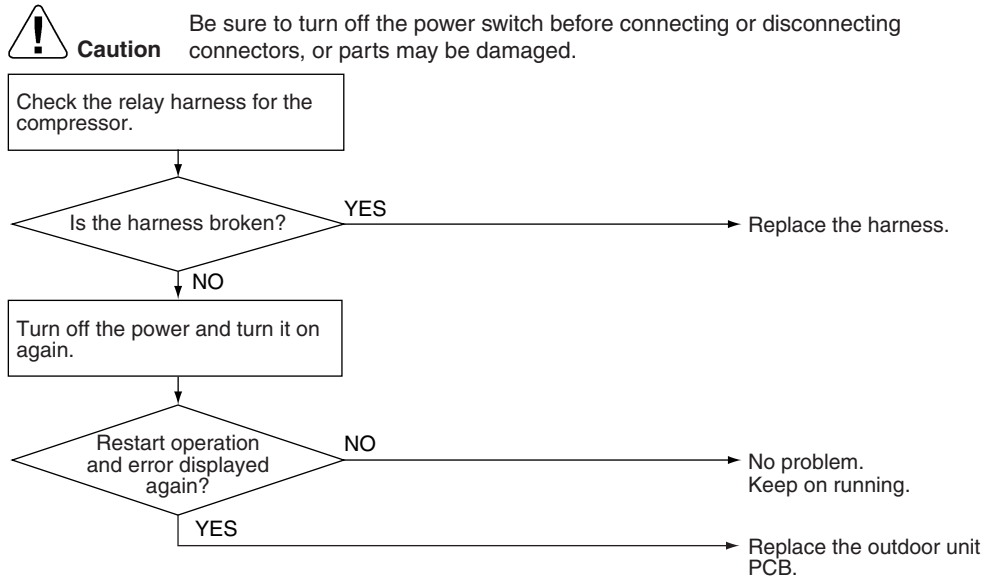 Be sure to turn off the power switch before connecting or disconnecting
Caution connectors, or parts may be damaged.
Check the relay harness for the
compressor.
Is the harness broken?
YES
Replace the harness.
NO
Turn off the power and turn it on
again.
Restart operation
and error displayed
again?
NO
No problem.
Keep on running.
YES
Replace the outdoor unit
PCB.